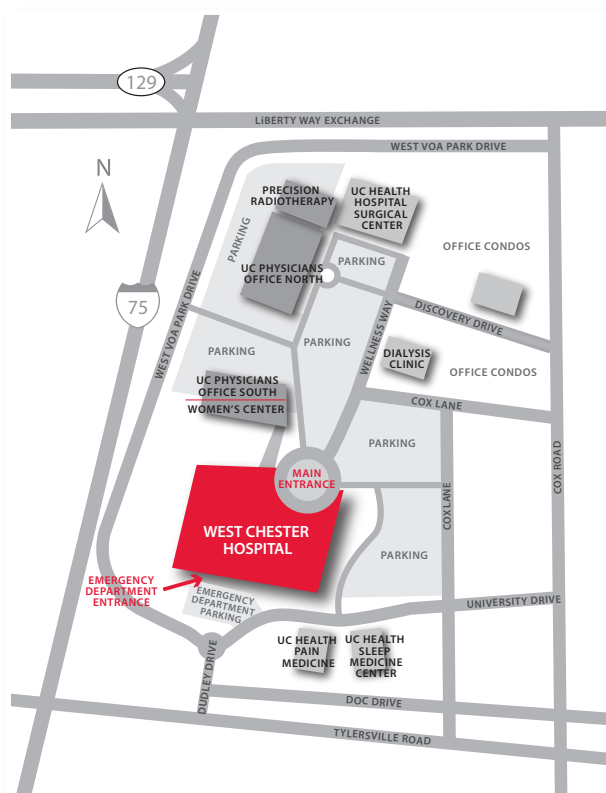 129
LiBERTY WAY EXCHANGE
WEST VOA PARK DRIVE
N
PRECISION
RADIOTHERAPY
UC HEALTH
HOSPITAL
SURGICAL
CENTER
PARKING
OFFICE CONDOS
UC PHYSICIANS
OFFICE NORTH
PARKING
75
WEST VOA PARK DRIVE
DISCOVERY DRIVE
WELLNESS WAY
PARKING
PARKING
DIALYSIS
CLINIC
OFFICE CONDOS
UC PHYSICIANS
OFFICE SOUTH
WOMEN'S CENTER
COX LANE
PARKING
COX ROAD
MAIN
ENTRANCE
COX LANE
WEST CHESTER
HOSPITAL
PARKING
EMERGENCY
DEPARTMENT
ENTRANCE
EMERGENCY
DEPARTMENT
PARKING
UNIVERSITY DRIVE
UC HEALTH
PAIN
MEDICINE
UC HEALTH
SLEEP
MEDICINE
CENTER
DUDLEY DRIVE
DOC DRIVE
TYLERSVILLE ROAD